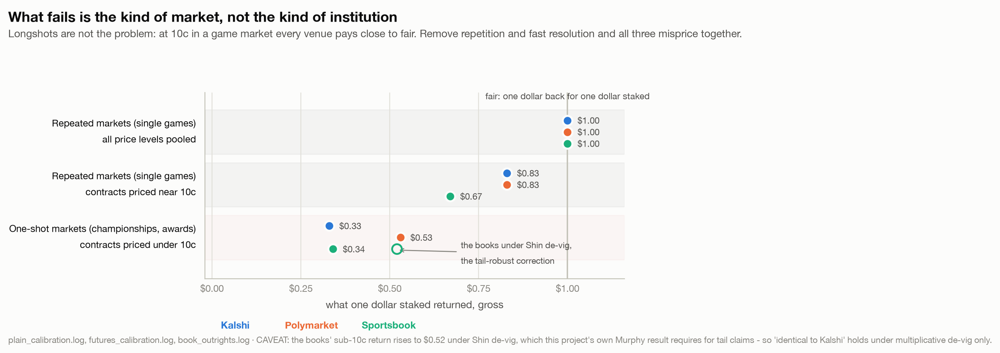 What fails is the kind of market, not the kind of institution
Longshots are not the problem: at 10c in a game market every venue pays close to fair. Remove repetition and fast resolution and all three misprice together.
fair: one dollar back for one dollar staked
Repeated markets (single games)
all price levels pooled
$1.00
$1.00
$1.00
Repeated markets (single games)
contracts priced near 10c
$0.83
$0.83
$0.67
One-shot markets (championships, awards)
contracts priced under 10c
$0.33
$0.53
$0.34
the books under Shin de-vig,
the tail-robust correction
$0.00 $0.25 $0.50 $0.75 $1.00
what one dollar staked returned, gross
Kalshi Polymarket Sportsbook
plain_calibration.log, futures_calibration.log, book_outrights.log · CAVEAT: the books' sub-10c return rises to $0.52 under Shin de-vig, which this project's own Murphy result requires for tail claims - so 'identical to Kalshi' holds under multiplicative de-vig only.